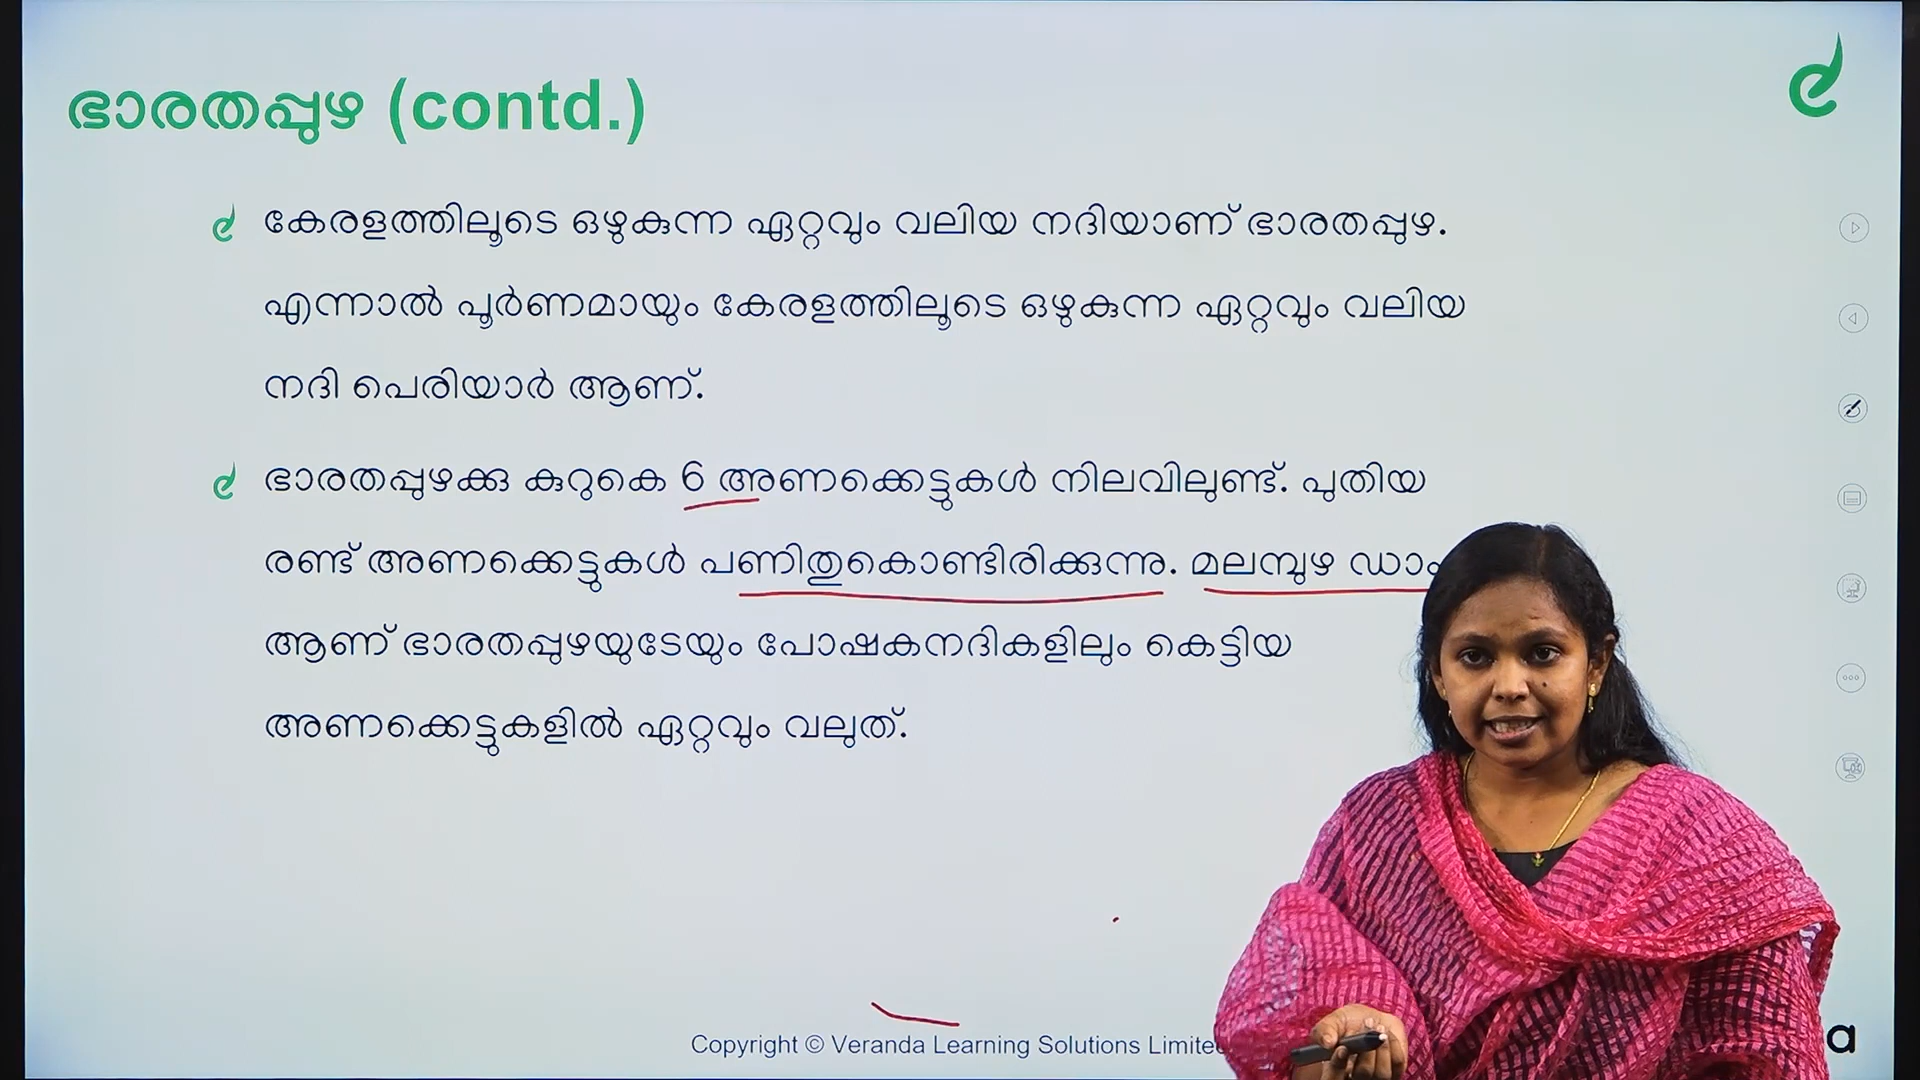 ഭാരതപ്പുഴ (contd.)
കേരളത്തിലൂടെ ഒഴുകുന്ന ഏറ്റവും വലിയ നദിയാണ് ഭാരതപ്പുഴ.
എന്നാൽ പൂർണമായും കേരളത്തിലൂടെ ഒഴുകുന്ന ഏറ്റവും വലിയ
നദി പെരിയാർ ആണ്.
ഭാരതപ്പുഴക്കു കുറുകെ 6 അണക്കെട്ടുകൾ നിലവിലുണ്ട്. പുതിയ
രണ്ട് അണക്കെട്ടുകൾ പണിതുകൊണ്ടിരിക്കുന്നു. മലമ്പുഴ ഡാം
ആണ് ഭാരതപ്പുഴയുടേയും പോഷകനദികളിലും കെട്ടിയ
അണക്കെട്ടുകളിൽ ഏറ്റവും വലുത്.
Copyright © Veranda Learning Solutions